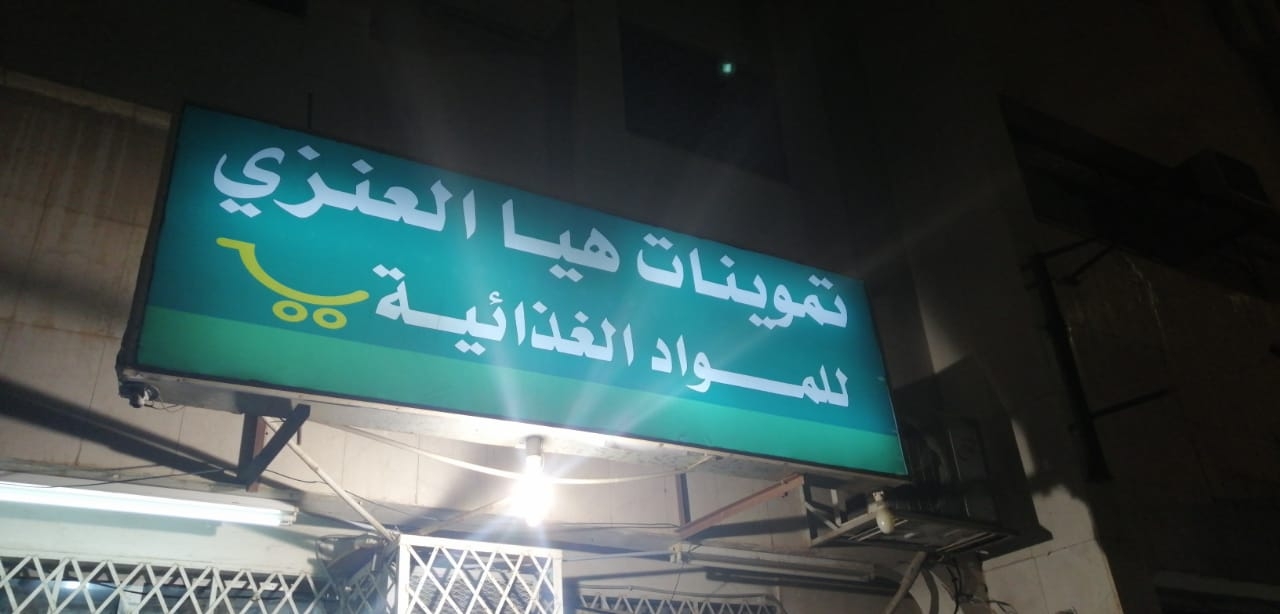 تموينات هيا العنزي
للمواد الغذائية